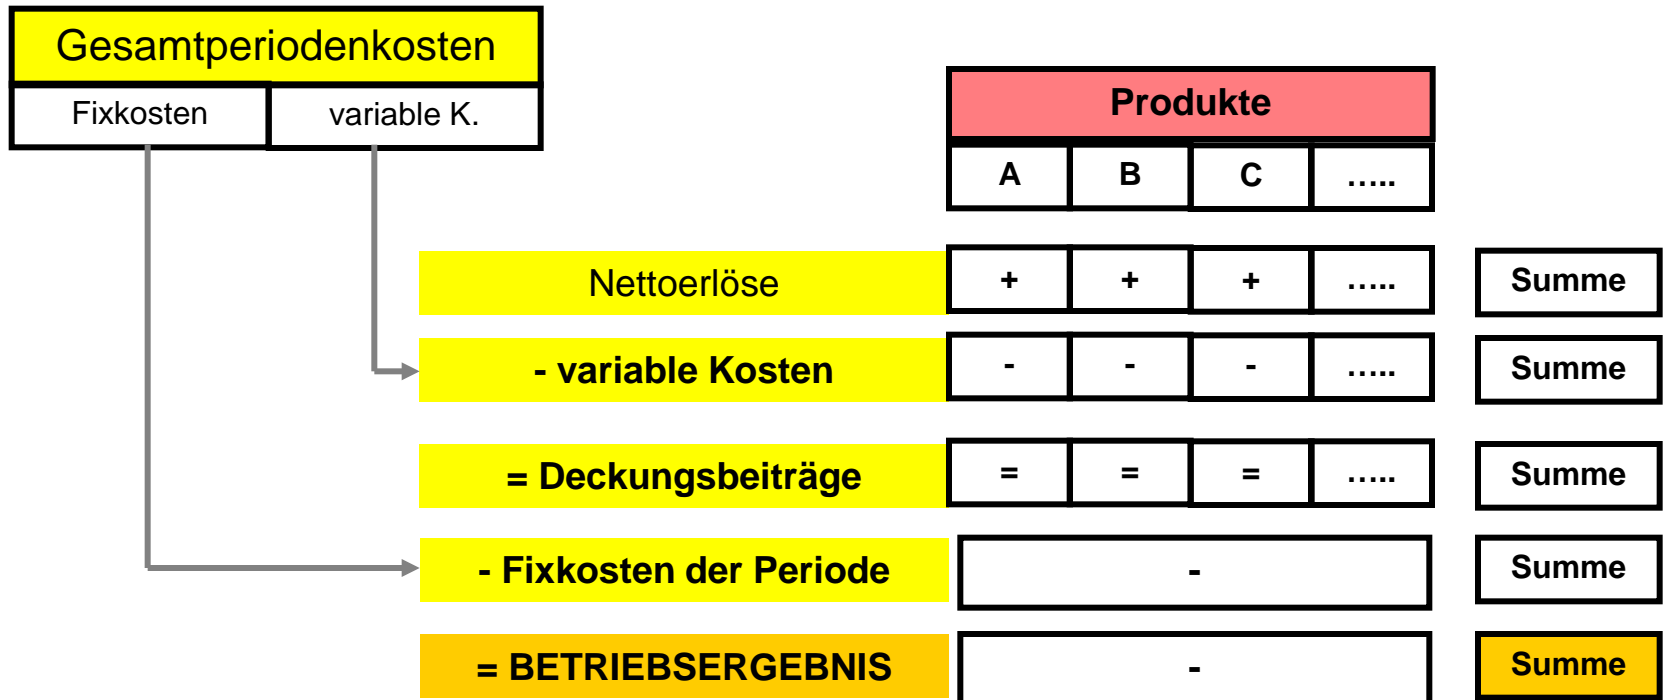 Gesamtperiodenkosten
Fixkosten variable K.
Produkte
A B C …..
Nettoerlöse + + + ….. Summe
- variable Kosten - - - ….. Summe
= Deckungsbeiträge = = = ….. Summe
- Fixkosten der Periode - Summe
= BETRIEBSERGEBNIS - Summe